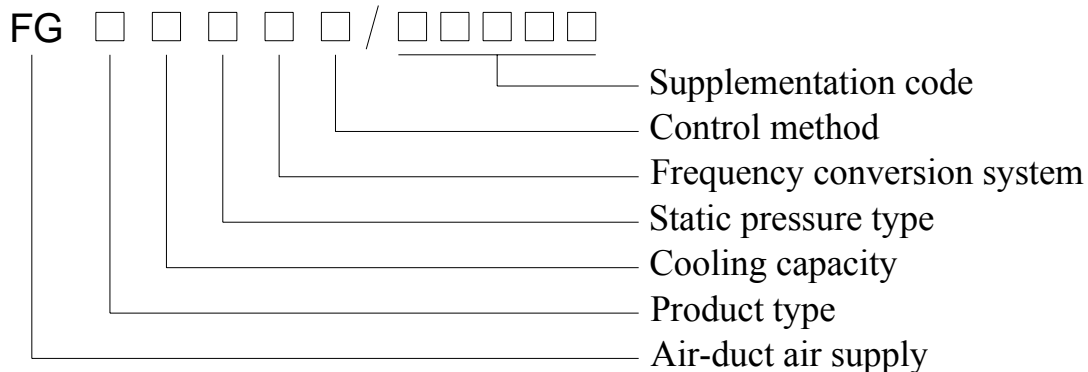 FG □ □ □ □ □ / □ □ □ □ □
Supplementation code
Control method
Frequency conversion system
Static pressure type
Cooling capacity
Product type
Air-duct air supply